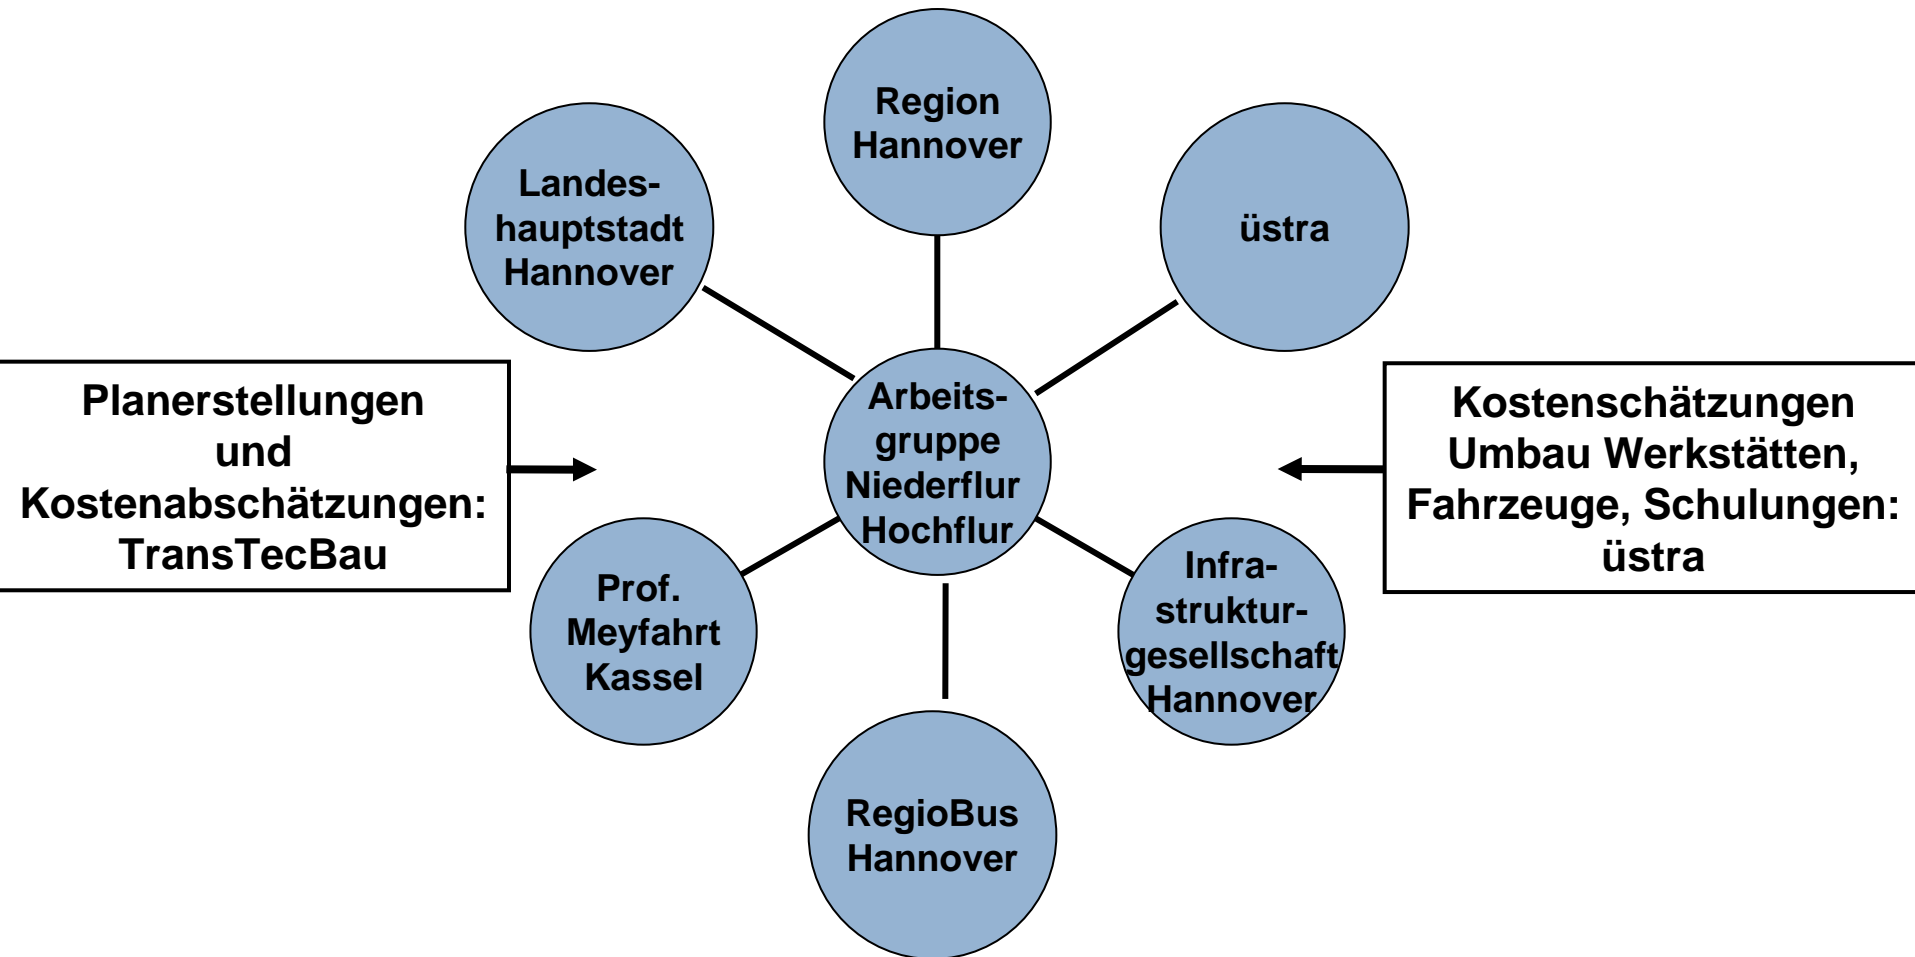 Region
Hannover
Landes-
hauptstadt
Hannover
üstra
Planerstellungen
und
Kostenabschätzungen:
TransTecBau
Arbeits-
gruppe
Niederflur
Hochflur
Kostenschätzungen
Umbau Werkstätten,
Fahrzeuge, Schulungen:
üstra
Prof.
Meyfahrt
Kassel
Infra-
struktur-
gesellschaft
Hannover
RegioBus
Hannover